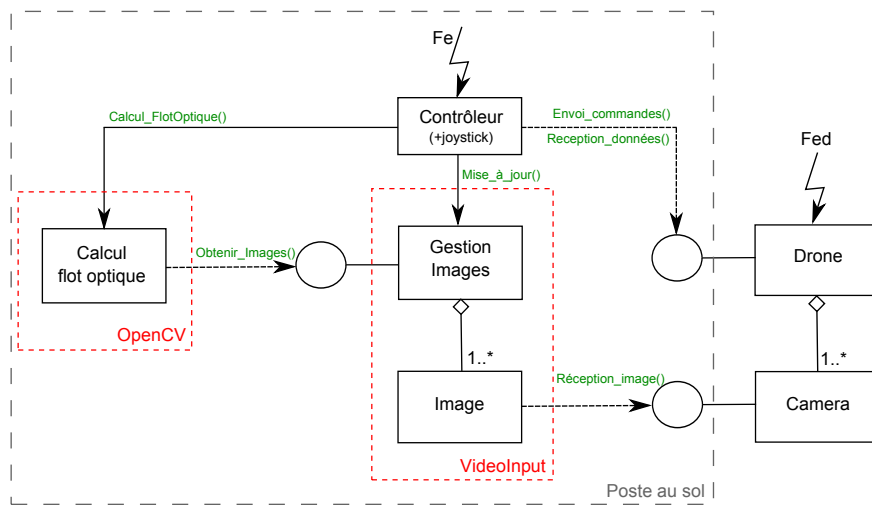 Fe
Contrôleur
(+joystick)
Calcul_FlotOptique()
Envoi_commandes()
Reception_données()
Fed
Mise_à_jour()
Calcul
flot optique
Obtenir_Images()
Gestion
Images
Drone
OpenCV
1..*
1..*
Image
Réception_image()
Camera
VideoInput
Poste au sol